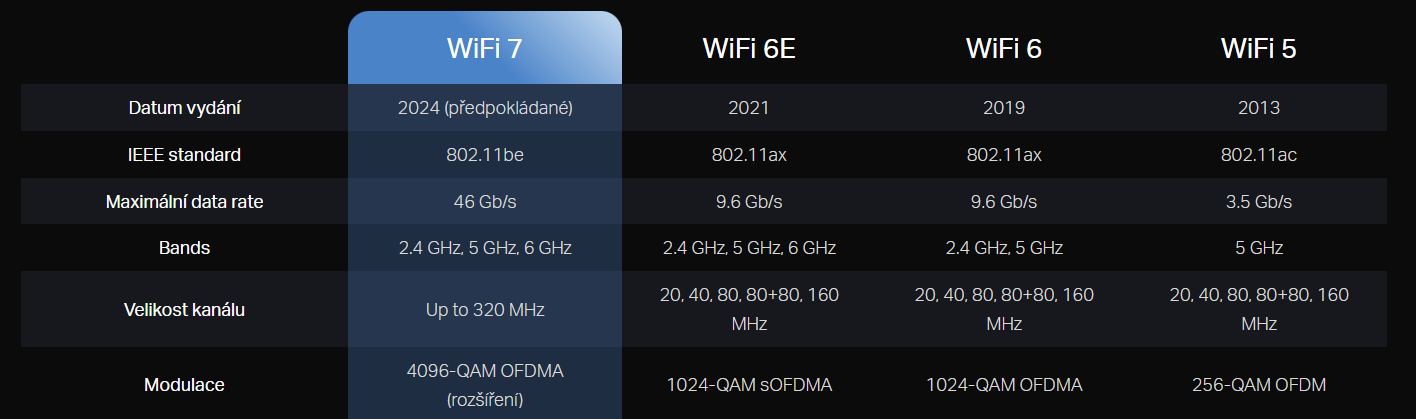 WiFi 7 WiFi 6E WiFi 6 WiFi 5
Datum vydání 2024 (předpokládané) 2021 2019 2013
IEEE standard 802.11be 802.11ax 802.11ax 802.11ac
Maximální data rate 46 Gb/s 9.6 Gb/s 9.6 Gb/s 3.5 Gb/s
Bands 2.4 GHz, 5 GHz, 6 GHz 2.4 GHz, 5 GHz, 6 GHz 2.4 GHz, 5 GHz 5 GHz
Velikost kanálu Up to 320 MHz 20, 40, 80, 80+80, 160 20, 40, 80, 80+80, 160 20, 40, 80, 80+80, 160
MHz MHz MHz
Modulace 4096-QAM OFDMA 1024-QAM sOFDMA 1024-QAM OFDMA 256-QAM OFDM
(rozšíření)